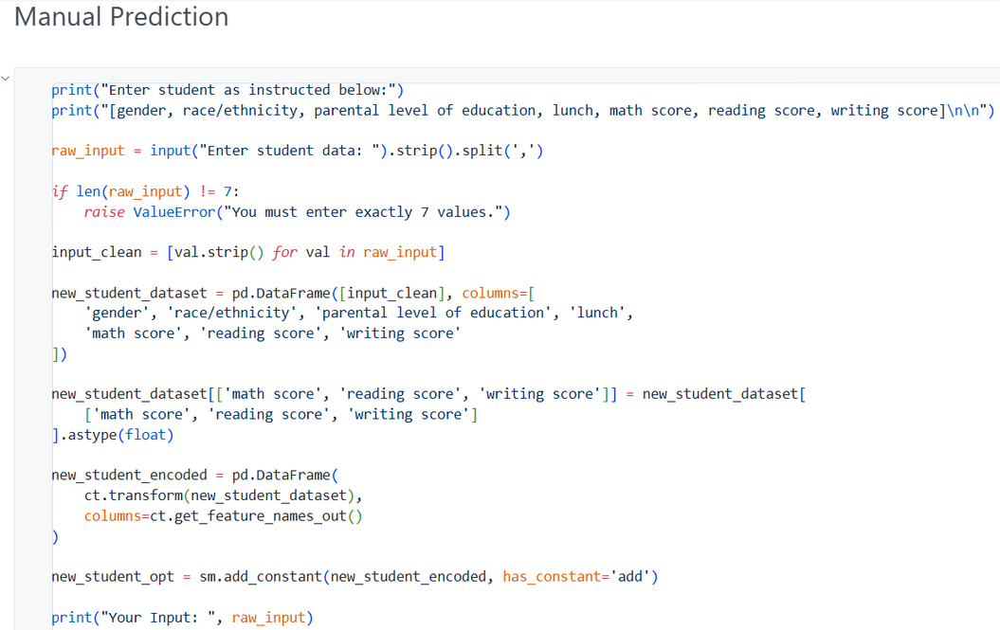 Manual Prediction
print("Enter student as instructed below:")
print("[gender, race/ethnicity, parental level of education, lunch, math score, reading score, writing score]\n\n")
raw_input = input("Enter student data: ").strip().split(',')
if len(raw_input) != 7:
    raise ValueError("You must enter exactly 7 values.")
input_clean = [val.strip() for val in raw_input]
new_student_dataset = pd.DataFrame([input_clean], columns=[
    'gender', 'race/ethnicity', 'parental level of education', 'lunch',
    'math score', 'reading score', 'writing score'
])
new_student_dataset[['math score', 'reading score', 'writing score']] = new_student_dataset[
    ['math score', 'reading score', 'writing score']
].astype(float)
new_student_encoded = pd.DataFrame(
    ct.transform(new_student_dataset),
    columns=ct.get_feature_names_out()
)
new_student_opt = sm.add_constant(new_student_encoded, has_constant='add')
print("Your Input: ", raw_input)